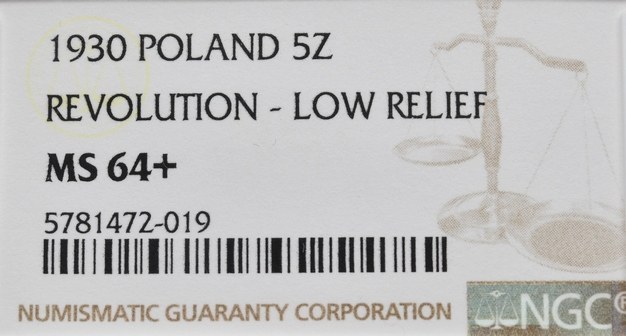 1930 POLAND 5Z
REVOLUTION - LOW RELIEF
MS 64+
5781472-019
NUMISMATIC GUARANTY CORPORATION
NGC®